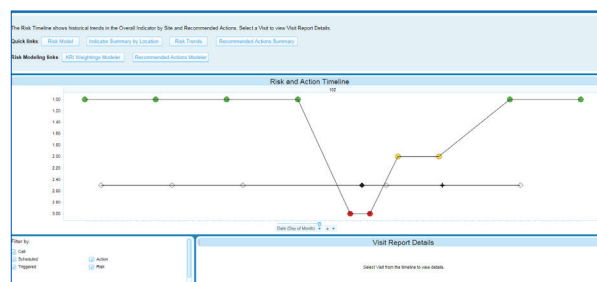 The Risk Timeline shows historical trends in the Overall Indicator by Site and Recommended Actions. Select a Visit to view Visit Report Details.
Quick links: Risk Model Indicator Summary by Location Risk Trends Recommended Actions Summary
Risk Modeling links: KRI Weightings Modeler Recommended Actions Modeler
Risk and Action Timeline
102
1.00
1.20
1.40
1.60
1.80
2.00
2.20
2.40
2.60
2.80
3.00
Date (Day of Month)
Filter by:
Call
Scheduled Action
Triggered Risk
Visit Report Details
Select Visit from the timeline to view details.